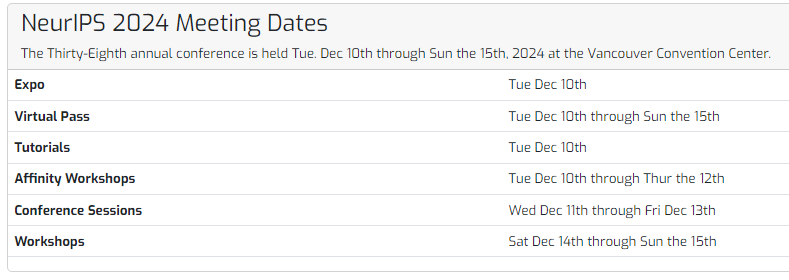 NeurIPS 2024 Meeting Dates
The Thirty-Eighth annual conference is held Tue. Dec 10th through Sun the 15th, 2024 at the Vancouver Convention Center.
Expo Tue Dec 10th
Virtual Pass Tue Dec 10th through Sun the 15th
Tutorials Tue Dec 10th
Affinity Workshops Tue Dec 10th through Thur the 12th
Conference Sessions Wed Dec 11th through Fri Dec 13th
Workshops Sat Dec 14th through Sun the 15th